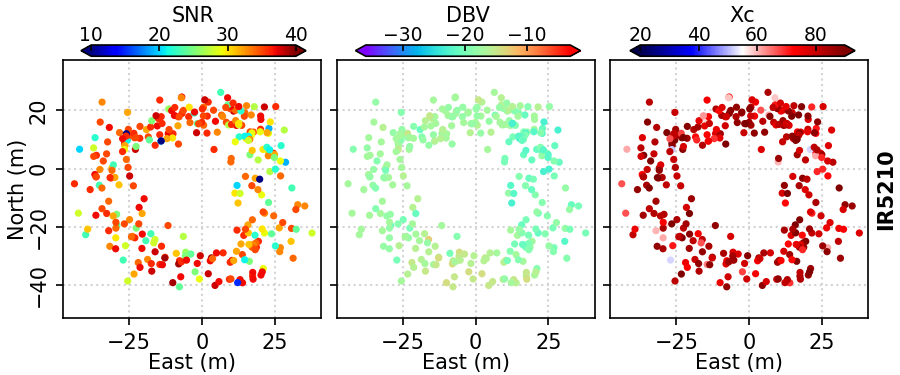 SNR DBV Xc
10 20 30 40 −30 −20 −10 20 40 60 80
North (m)
20
0
−20
−40
IR5210
−25 0 25 −25 0 25 −25 0 25
East (m) East (m) East (m)